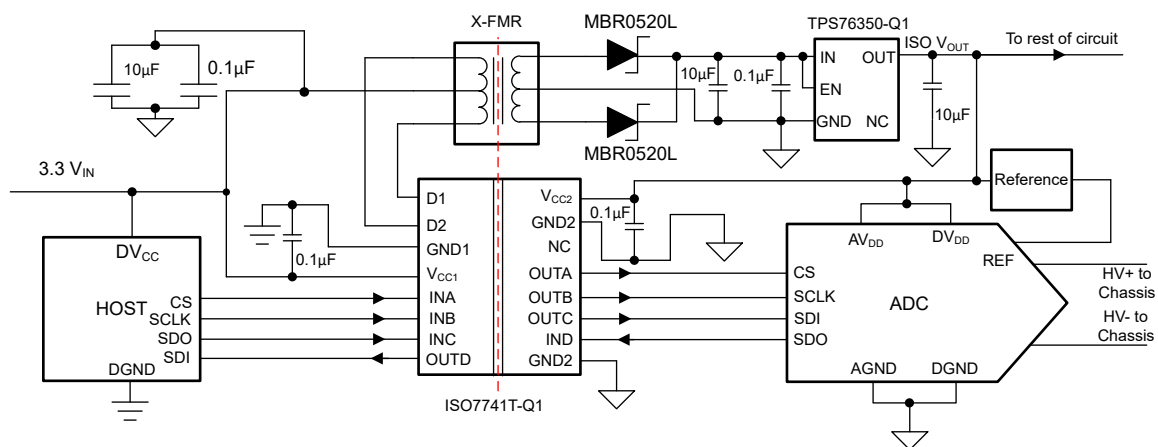 X-FMR
MBR0520L
TPS76350-Q1
ISO VOUT
To rest of circuit
10µF
0.1µF
10µF
0.1µF
IN
OUT
EN
GND
NC
10µF
MBR0520L
3.3 VIN
Reference
D1
D2
GND1
VCC1
INA
INB
INC
OUTD
0.1µF
VCC2
GND2
NC
OUTA
OUTB
OUTC
IND
GND2
0.1µF
ISO7741T-Q1
DVCC
HOST
CS
SCLK
SDO
SDI
DGND
AVDD
DVDD
REF
CS
SCLK
SDI
SDO
ADC
AGND
DGND
HV+ to
Chassis
HV- to
Chassis